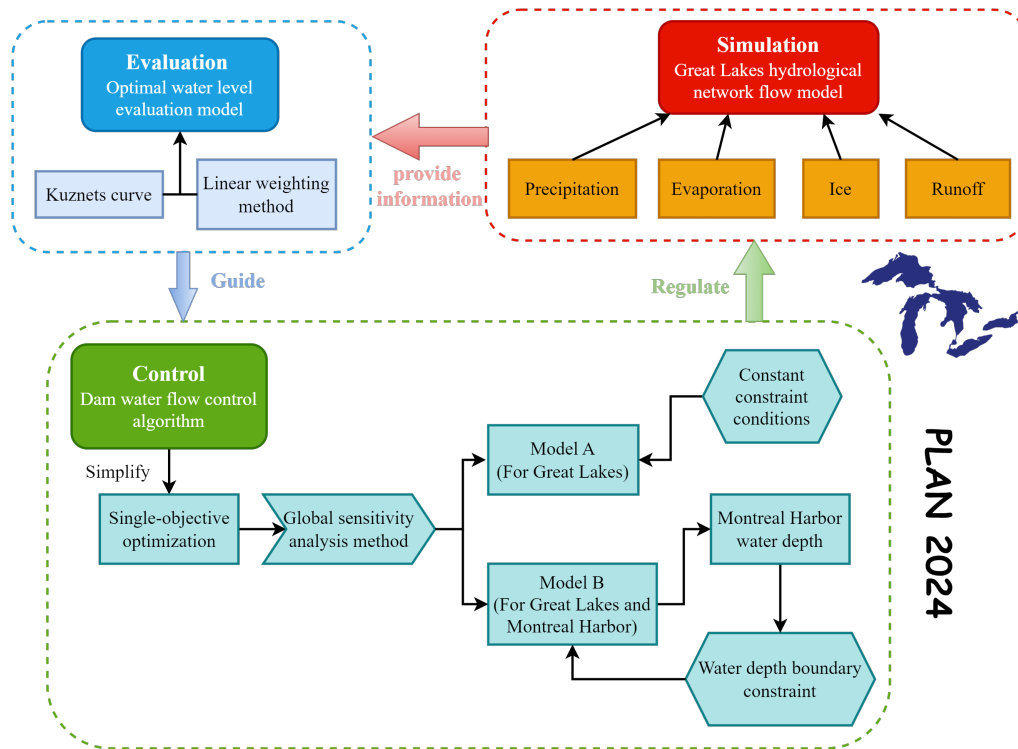 Evaluation
Optimal water level
evaluation model
Kuznets curve
Linear weighting
method
Simulation
Great Lakes hydrological
network flow model
Precipitation
Evaporation
Ice
Runoff
provide
information
Guide
Regulate
Control
Dam water flow control
algorithm
Simplify
Single-objective
optimization
Global sensitivity
analysis method
Model A
(For Great Lakes)
Constant
constraint
conditions
Model B
(For Great Lakes and
Montreal Harbor)
Montreal Harbor
water depth
Water depth boundary
constraint
PLAN 2024